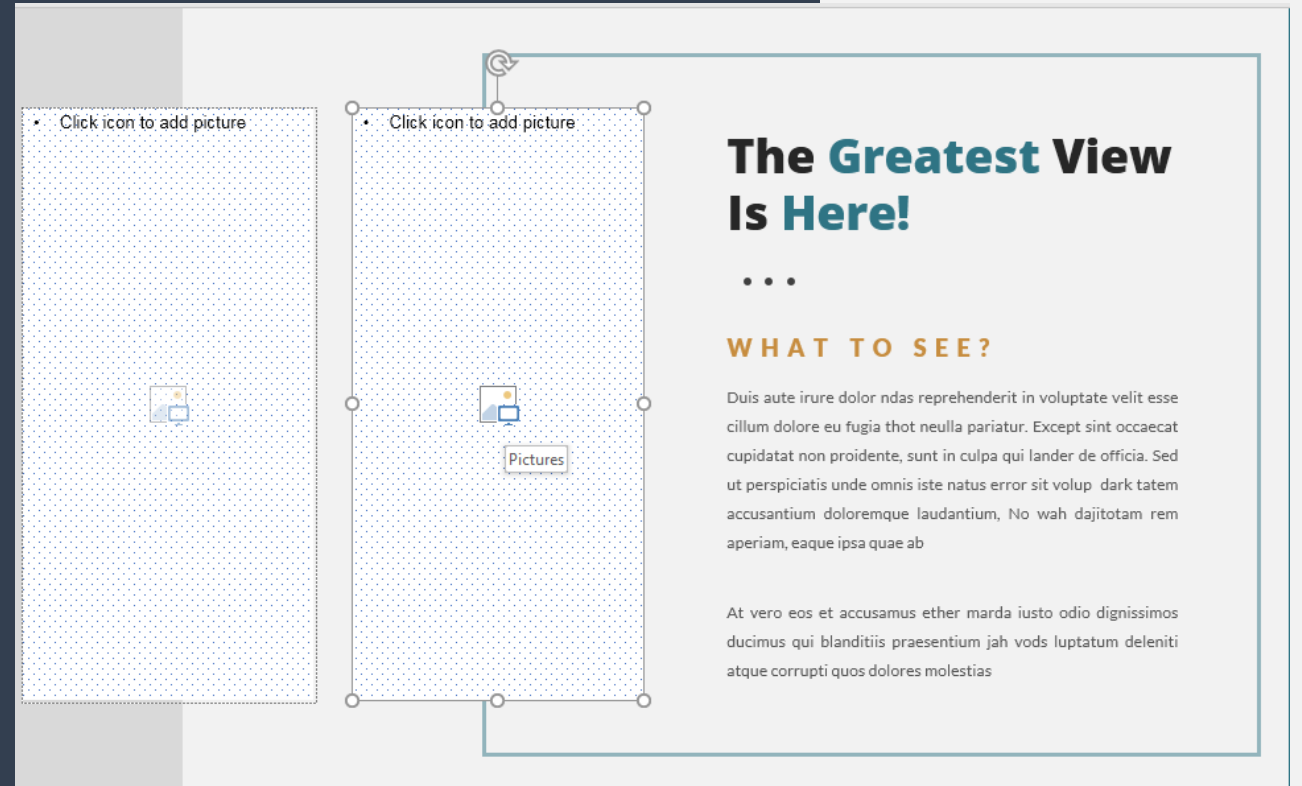 • Click icon to add picture
• Click icon to add picture
Pictures
The Greatest View
Is Here!
• • •
WHAT TO SEE?
Duis aute irure dolor ndas reprehenderit in voluptate velit esse
cillum dolore eu fugia thot neulla pariatur. Except sint occaecat
cupidatat non proidente, sunt in culpa qui lander de officia. Sed
ut perspiciatis unde omnis iste natus error sit volup  dark tatem
accusantium doloremque laudantium, No wah dajitotam rem
aperiam, eaque ipsa quae ab
At vero eos et accusamus ether marda iusto odio dignissimos
ducimus qui blanditiis praesentium jah vods luptatum deleniti
atque corrupti quos dolores molestias